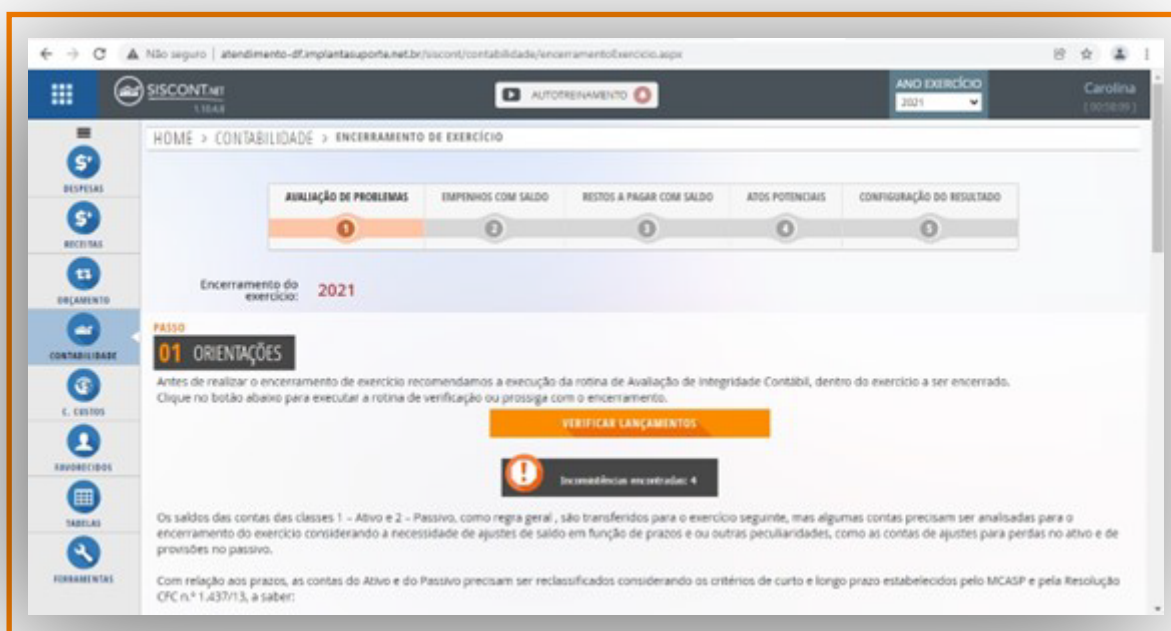 Não seguro | atendimento-df.implantasuporte.net.br/siscont/contabilidade/encerramentoExercicio.aspx
SISCONT.NET
1.10.4.8
AUTOTREINAMENTO
ANO EXERCÍCIO
2021
Carolina
HOME > CONTABILIDADE > ENCERRAMENTO DE EXERCÍCIO
DESPESAS
RECEITAS
ORÇAMENTO
CONTABILIDADE
C. CUSTOS
FAVORECIDOS
TABELAS
FERRAMENTAS
AVALIAÇÃO DE PROBLEMAS EMPENHOS COM SALDO RESTOS A PAGAR COM SALDO ATOS POTENCIAIS CONFIGURAÇÃO DO RESULTADO
1 2 3 4 5
Encerramento do
exercício: 2021
PASSO
01 ORIENTAÇÕES
Antes de realizar o encerramento de exercício recomendamos a execução da rotina de Avaliação de Integridade Contábil, dentro do exercício a ser encerrado.
Clique no botão abaixo para executar a rotina de verificação ou prossiga com o encerramento.
VERIFICAR LANÇAMENTOS
Inconsistências encontradas: 4
Os saldos das contas das classes 1 – Ativo e 2 – Passivo, como regra geral , são transferidos para o exercício seguinte, mas algumas contas precisam ser analisadas para o
encerramento do exercício considerando a necessidade de ajustes de saldo em função de prazos e ou outras peculiaridades, como as contas de ajustes para perdas no ativo e de
provisões no passivo.
Com relação aos prazos, as contas do Ativo e do Passivo precisam ser reclassificados considerando os critérios de curto e longo prazo estabelecidos pelo MCASP e pela Resolução
CFC n.º 1.437/13, a saber: